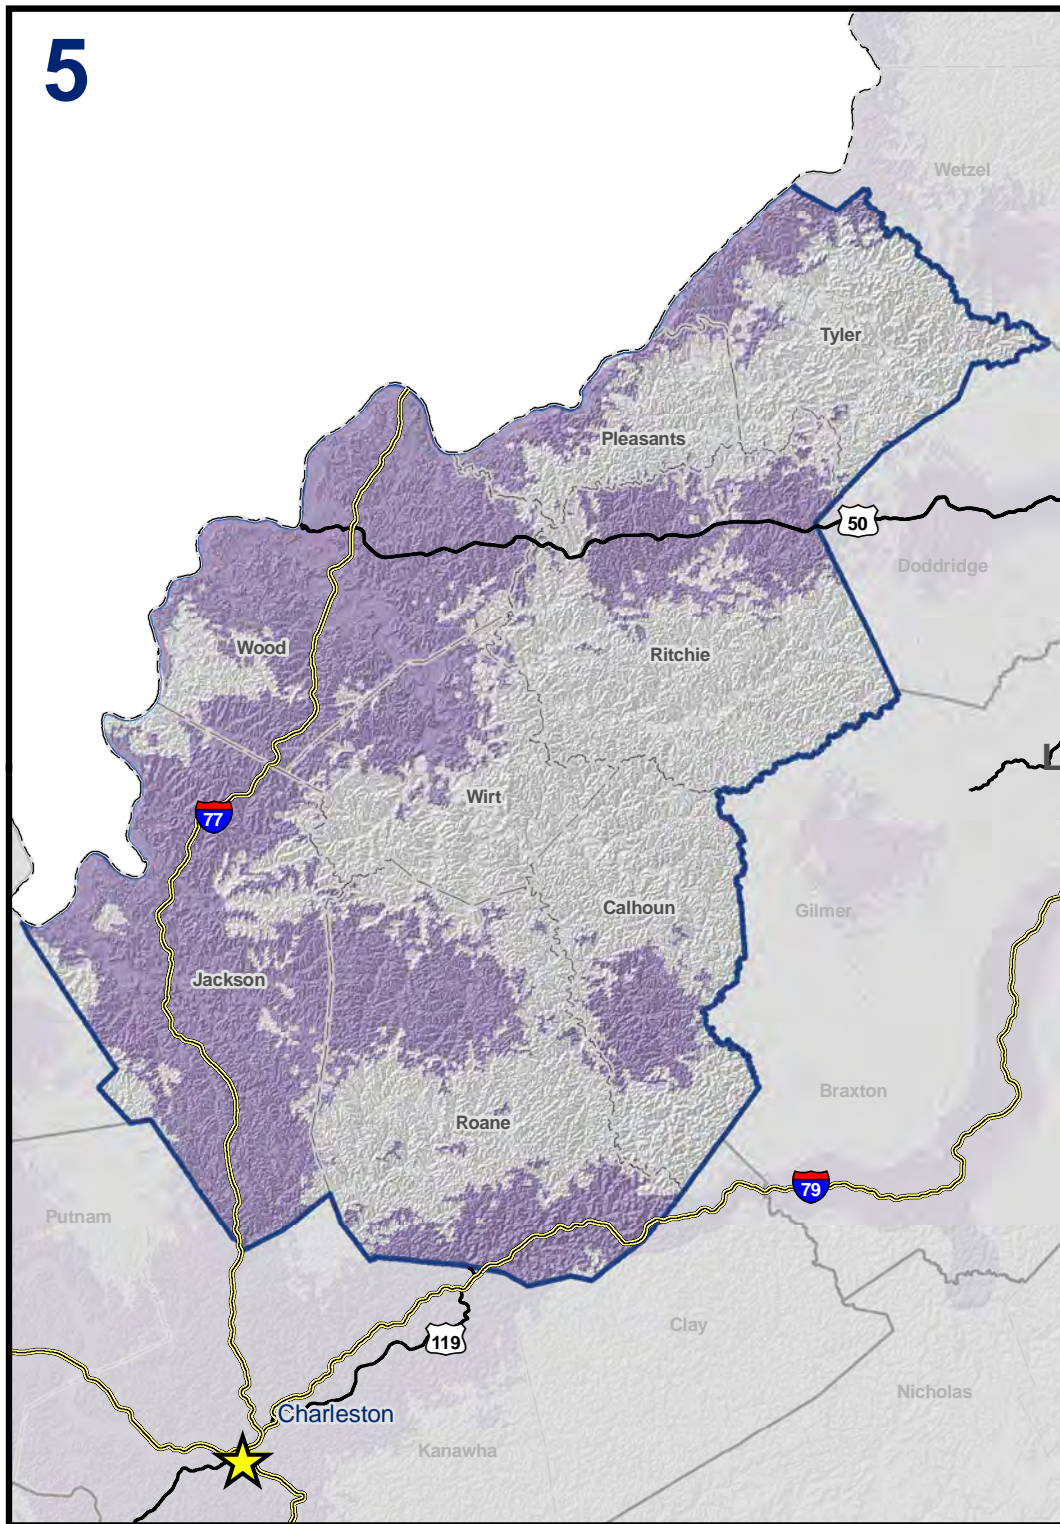 5
Wetzel
Tyler
Pleasants
50
Doddridge
Wood
Ritchie
L
Wirt
77
Calhoun
Gilmer
Jackson
Braxton
Roane
79
Putnam
Clay
119
Nicholas
Charleston
Kanawha